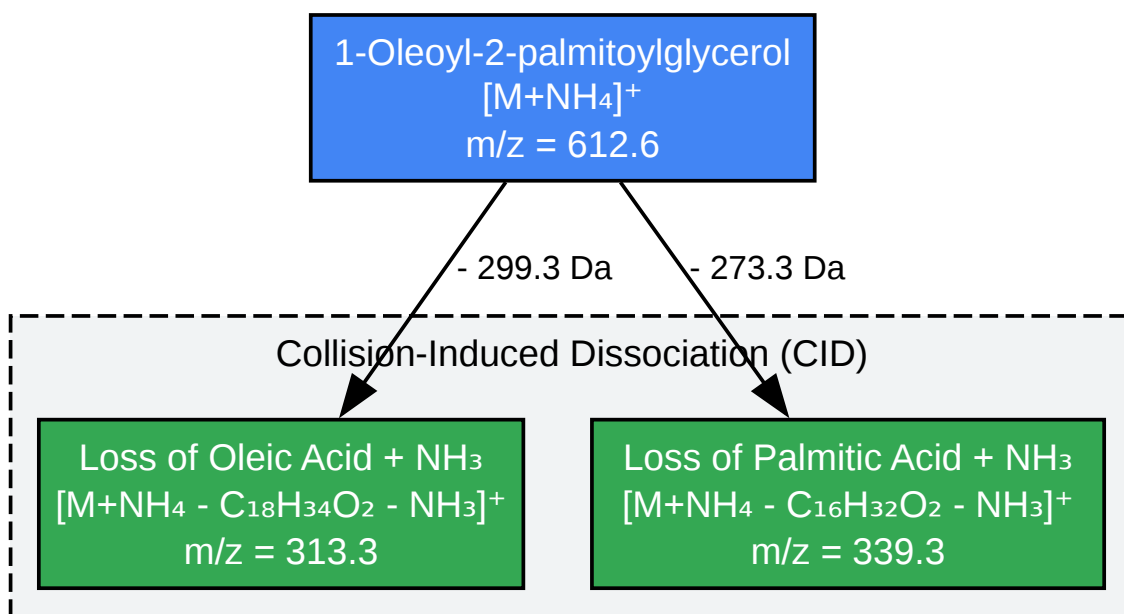 1-Oleoyl-2-palmitoylglycerol
[M+NH₄]⁺
m/z = 612.6
- 299.3 Da
- 273.3 Da
Collision-Induced Dissociation (CID)
Loss of Oleic Acid + NH₃
[M+NH₄ - C₁₈H₃₄O₂ - NH₃]⁺
m/z = 313.3
Loss of Palmitic Acid + NH₃
[M+NH₄ - C₁₆H₃₂O₂ - NH₃]⁺
m/z = 339.3